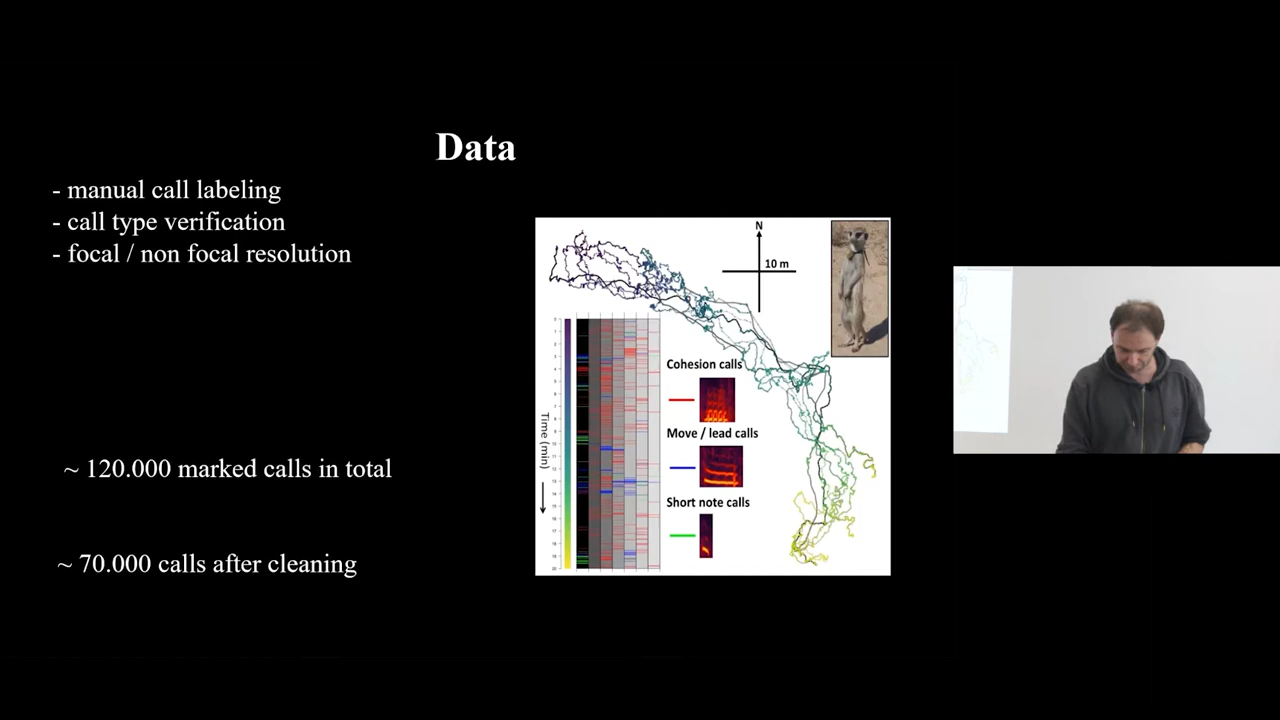 Data
- manual call labeling
- call type verification
- focal / non focal resolution
~ 120.000 marked calls in total
~ 70.000 calls after cleaning
N
10 m
Cohesion calls
Move / lead calls
Short note calls
Time (min)